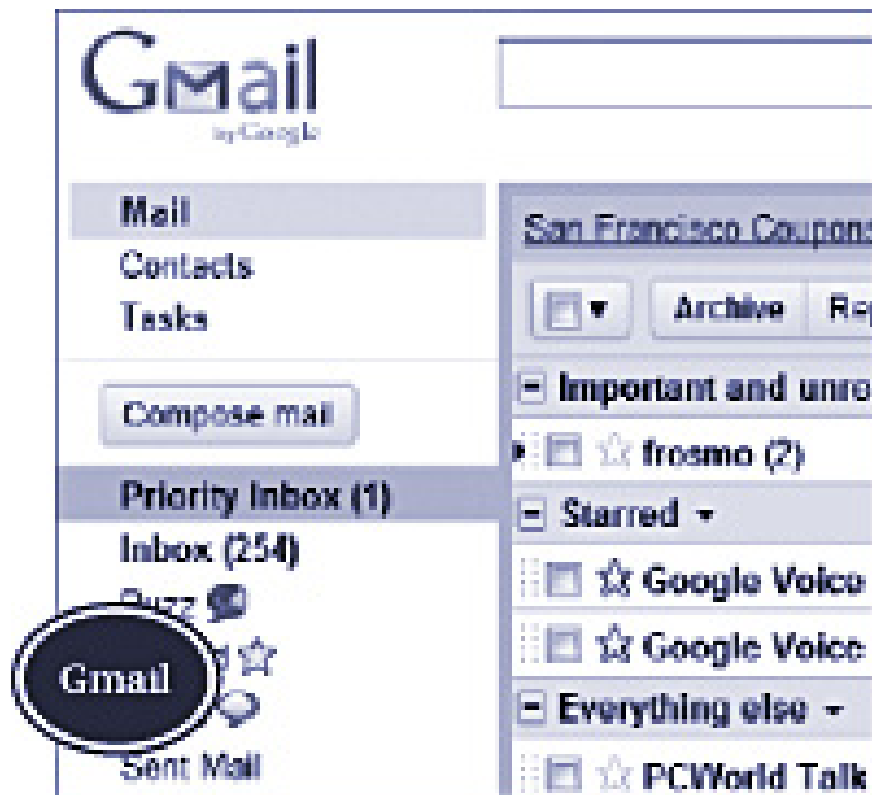 Gmail
by Google
Mail
Contacts
Tasks
Compose mail
Priority Inbox (1)
Inbox (254)
Buzz
Gmail
Sent Mail
San Francisco Coupons
Archive
Important and unre
frosmo (2)
Starred
Google Voice
Google Voice
Everything else
PCWorld Talk